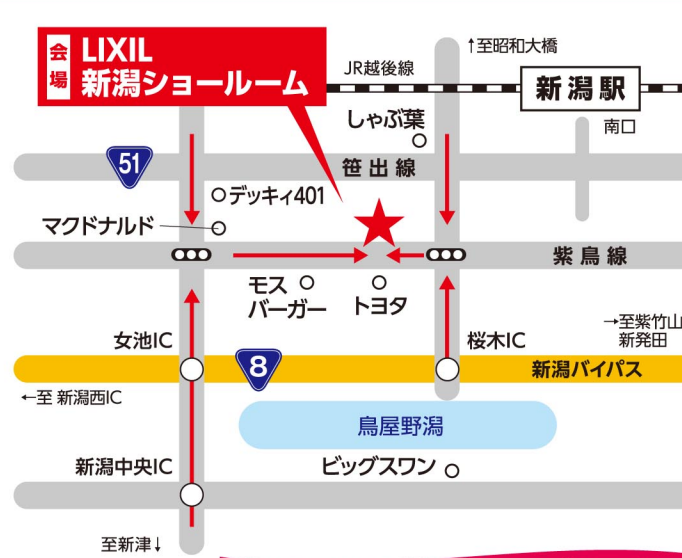 会場
LIXIL
新潟ショールーム
↑至昭和大橋
JR越後線
新潟駅
南口
しゃぶ葉
51
笹出線
デッキィ401
マクドナルド
紫鳥線
モス
バーガー
トヨタ
女池IC
8
桜木IC
→至紫竹山
新発田
新潟バイパス
←至 新潟西IC
鳥屋野潟
新潟中央IC
ビッグスワン
至新津↓